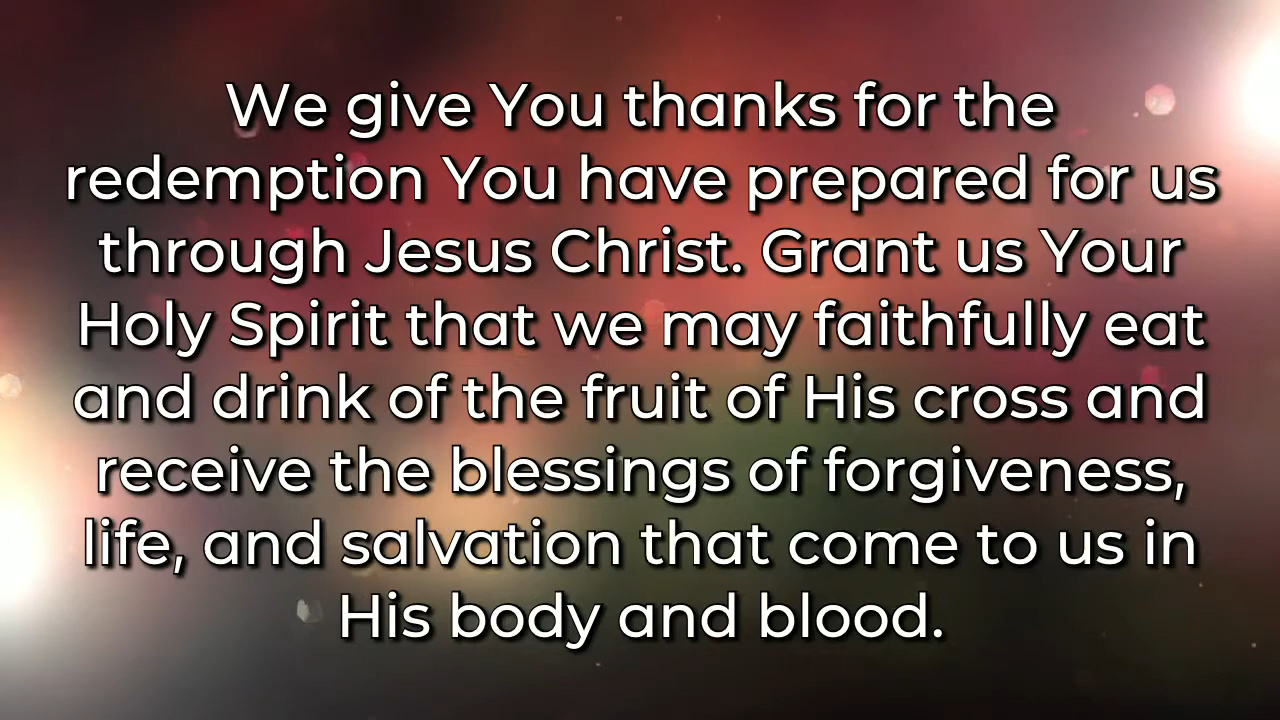 We give You thanks for the
redemption You have prepared for us
through Jesus Christ. Grant us Your
Holy Spirit that we may faithfully eat
and drink of the fruit of His cross and
receive the blessings of forgiveness,
life, and salvation that come to us in
His body and blood.